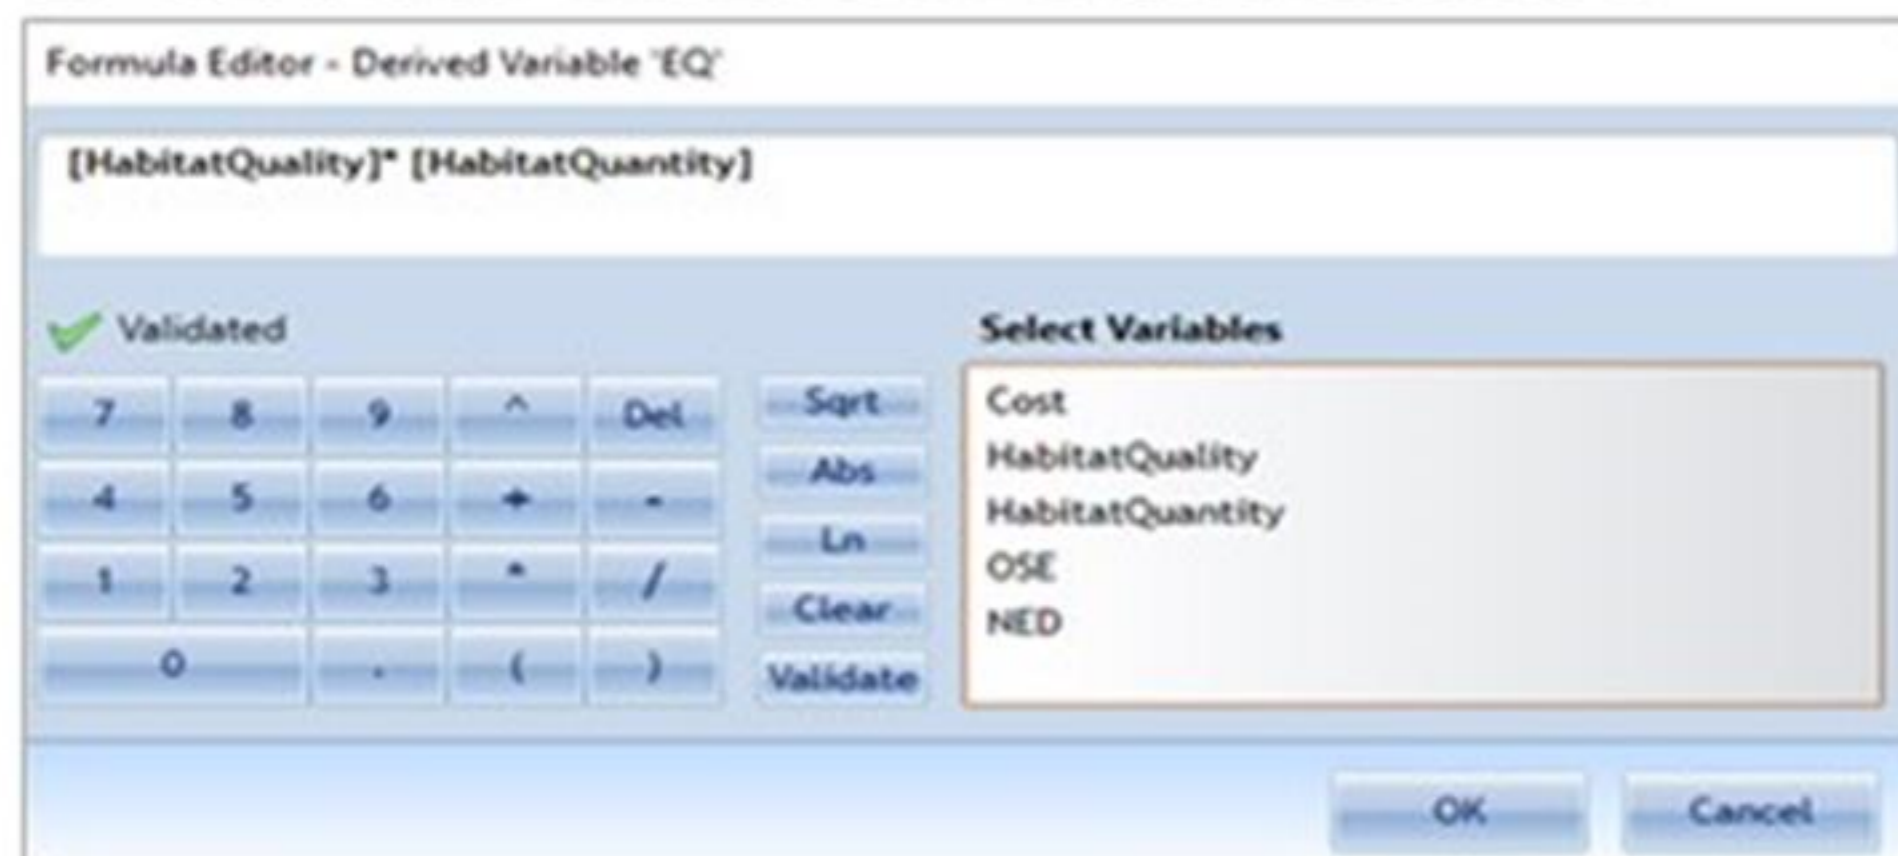 Formula Editor - Derived Variable 'EQ'
[HabitatQuality]* [HabitatQuantity]
Validated
Select Variables
7 8 9 ^ Del
4 5 6 + -
1 2 3 * /
0 . ( )
Sqrt
Abs
Ln
Clear
Validate
Cost
HabitatQuality
HabitatQuantity
OSE
NED
OK Cancel